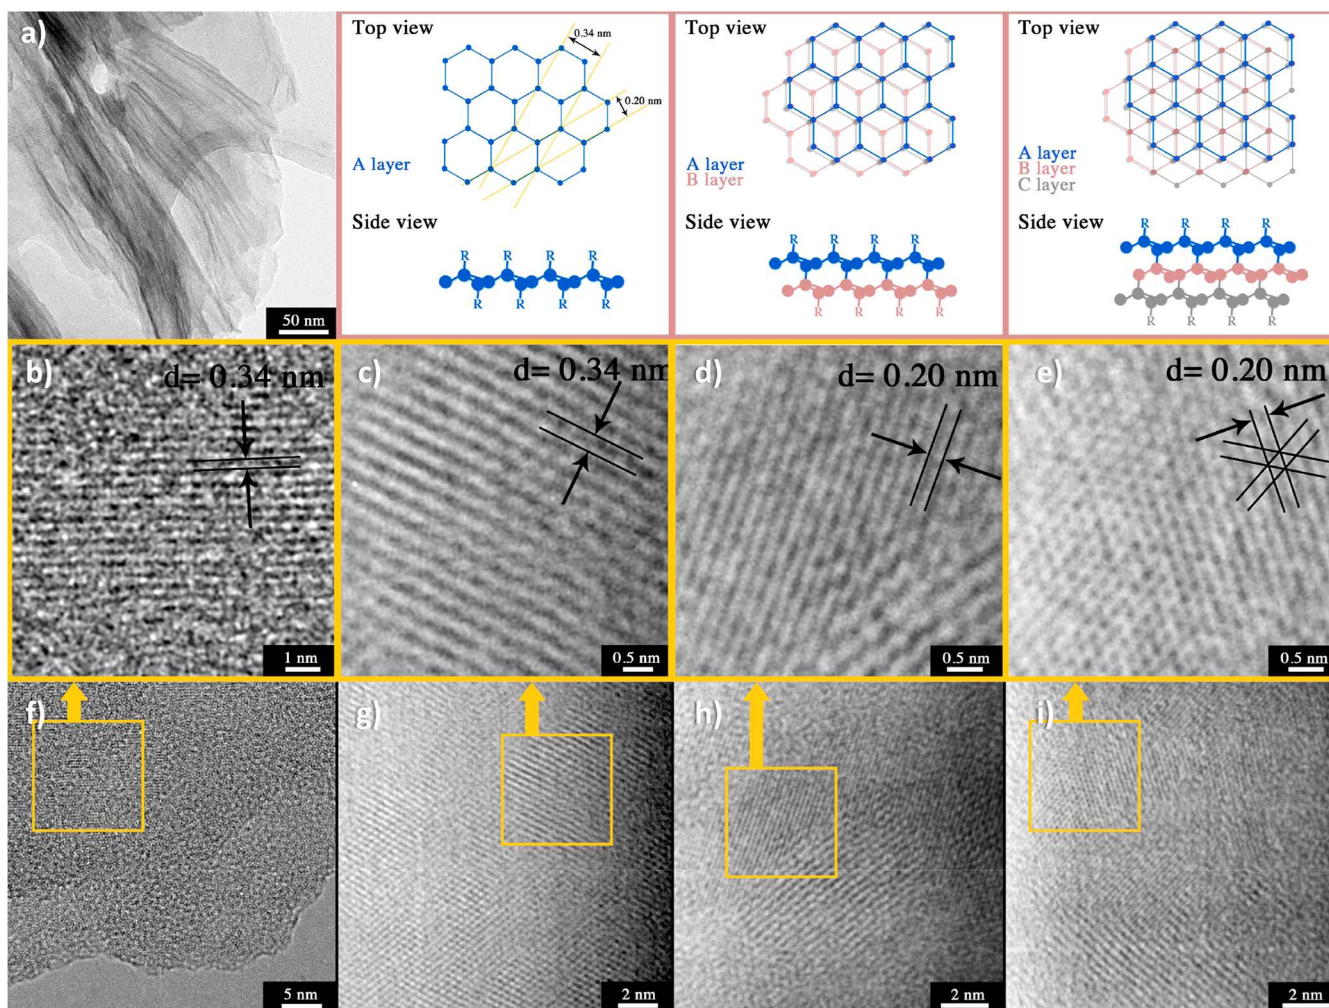 a)
50 nm
Top view
0.34 nm
0.20 nm
A layer
Side view
R R R R
R R R R
Top view
A layer
B layer
Side view
R R R R
R R R R
Top view
A layer
B layer
C layer
Side view
R R R R
R R R R
b)
d= 0.34 nm
1 nm
c)
d= 0.34 nm
0.5 nm
d)
d= 0.20 nm
0.5 nm
e)
d= 0.20 nm
0.5 nm
f)
5 nm
g)
2 nm
h)
2 nm
i)
2 nm